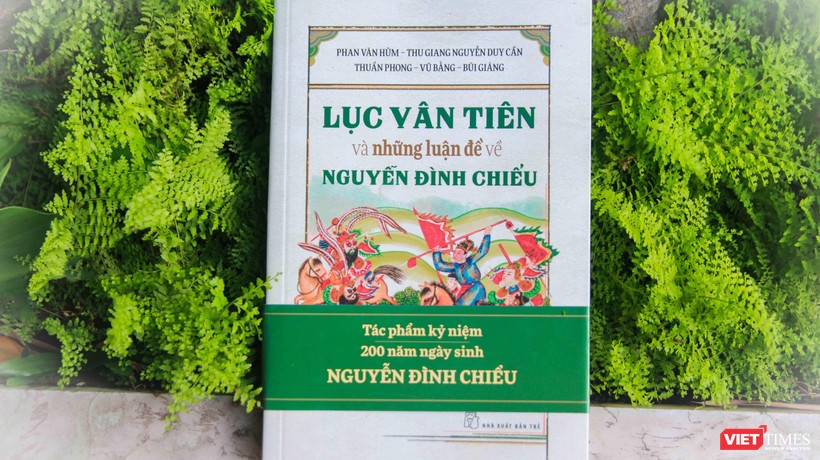 PHAN VĂN HÙM – THU GIANG NGUYỄN DUY CẦN
THUẦN PHONG – VŨ BẰNG – BÙI GIÁNG
LỤC VÂN TIÊN
và những luận đề về
NGUYỄN ĐÌNH CHIỂU
Tác phẩm kỷ niệm
200 năm ngày sinh
NGUYỄN ĐÌNH CHIỂU
NHÀ XUẤT BẢN TRẺ
VIETTIMES